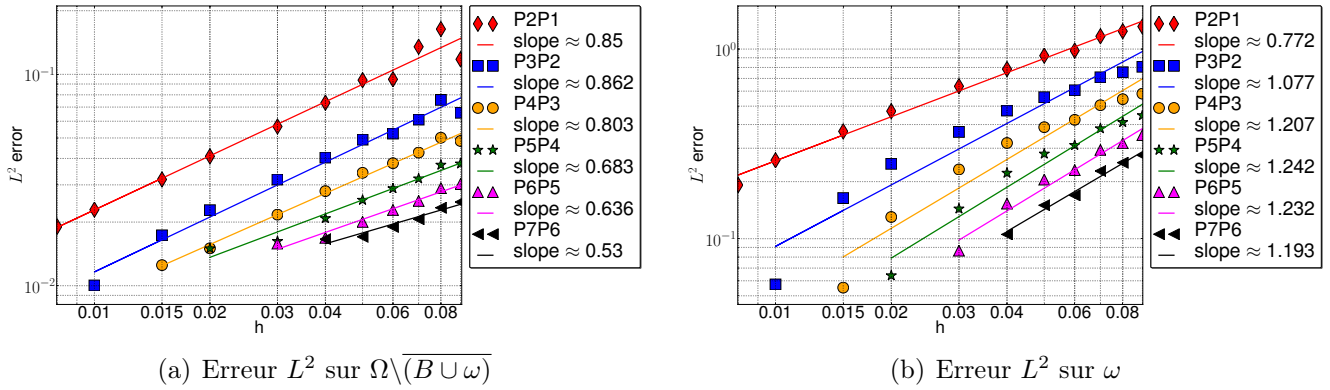 10⁻¹
10⁻²
L² error
0.01 0.015 0.02 0.03 0.04 0.06 0.08
h
P2P1
slope ≈ 0.85
P3P2
slope ≈ 0.862
P4P3
slope ≈ 0.803
P5P4
slope ≈ 0.683
P6P5
slope ≈ 0.636
P7P6
slope ≈ 0.53
(a) Erreur L² sur Ω\(B ∪ ω)
10⁰
10⁻¹
L² error
0.01 0.015 0.02 0.03 0.04 0.06 0.08
h
P2P1
slope ≈ 0.772
P3P2
slope ≈ 1.077
P4P3
slope ≈ 1.207
P5P4
slope ≈ 1.242
P6P5
slope ≈ 1.232
P7P6
slope ≈ 1.193
(b) Erreur L² sur ω